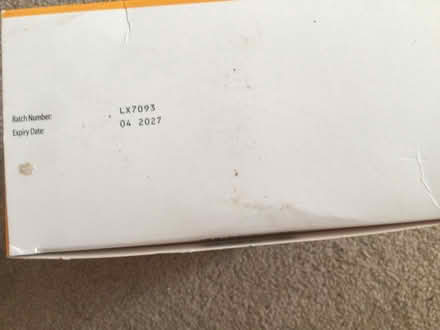 Batch Number: LX7093
Expiry Date: 04 2027